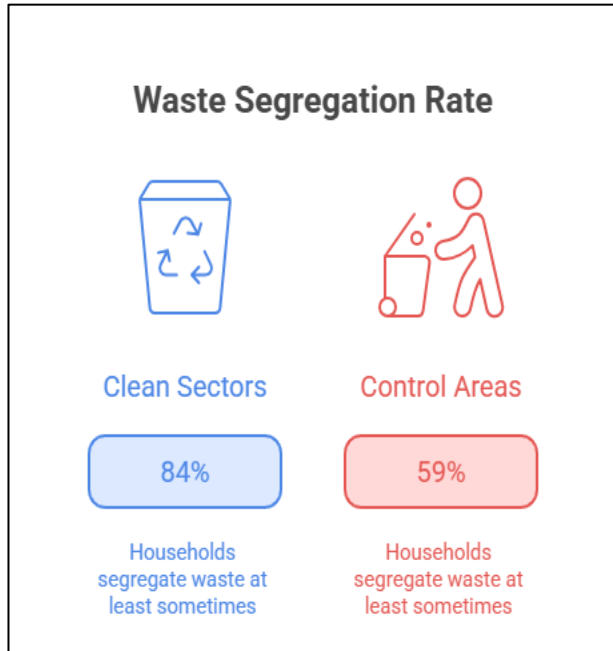 Waste Segregation Rate
Clean Sectors
Control Areas
84%
59%
Households
segregate waste at
least sometimes
Households
segregate waste at
least sometimes